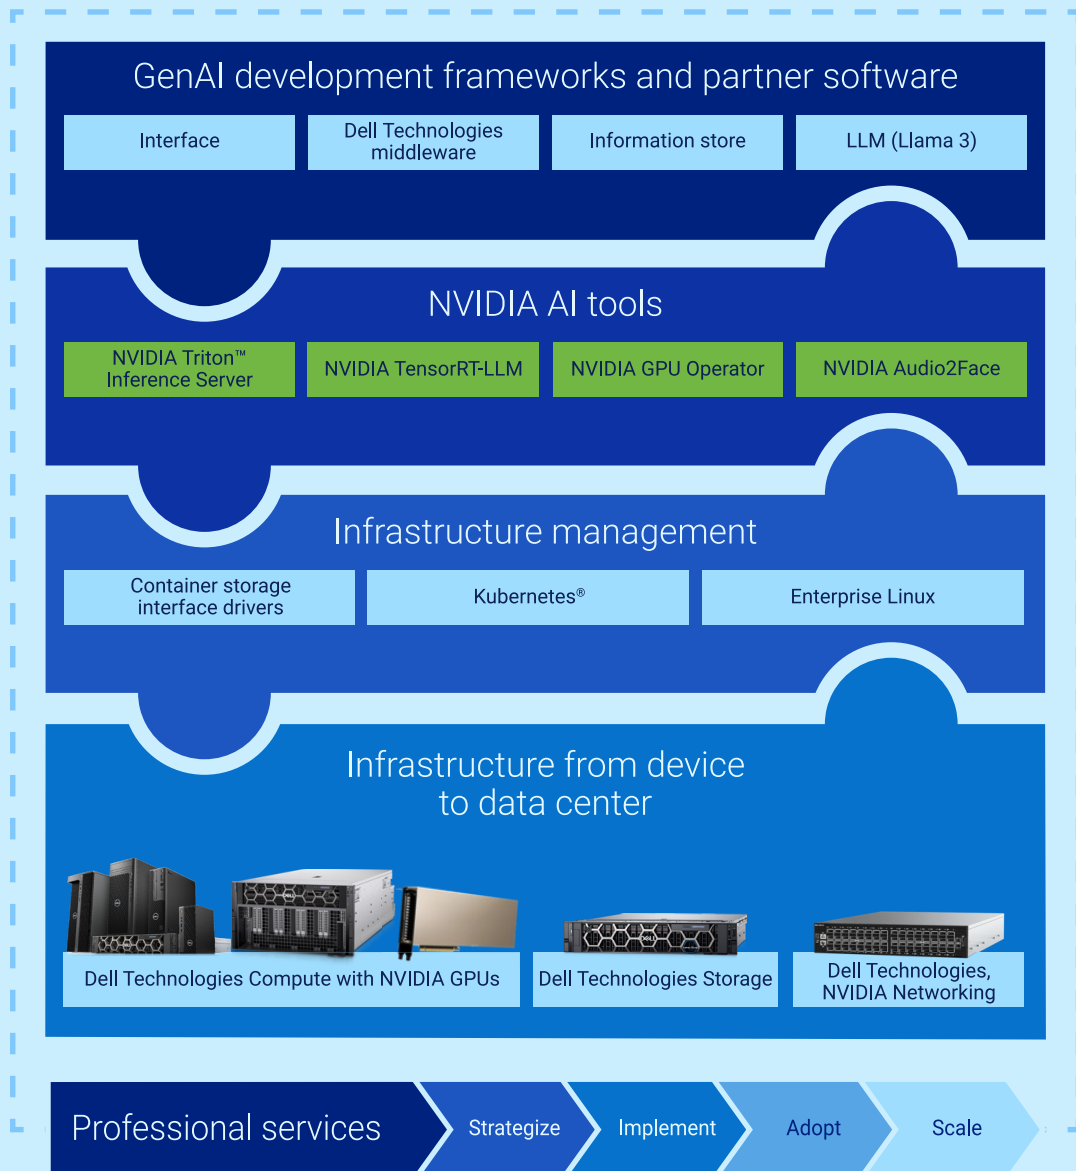 GenAI development frameworks and partner software
Interface
Dell Technologies
middleware
Information store
LLM (Llama 3)
NVIDIA AI tools
NVIDIA Triton™
Inference Server
NVIDIA TensorRT-LLM
NVIDIA GPU Operator
NVIDIA Audio2Face
Infrastructure management
Container storage
interface drivers
Kubernetes®
Enterprise Linux
Infrastructure from device
to data center
DELL
DELL
Dell Technologies Compute with NVIDIA GPUs
Dell Technologies Storage
Dell Technologies,
NVIDIA Networking
Professional services
Strategize
Implement
Adopt
Scale